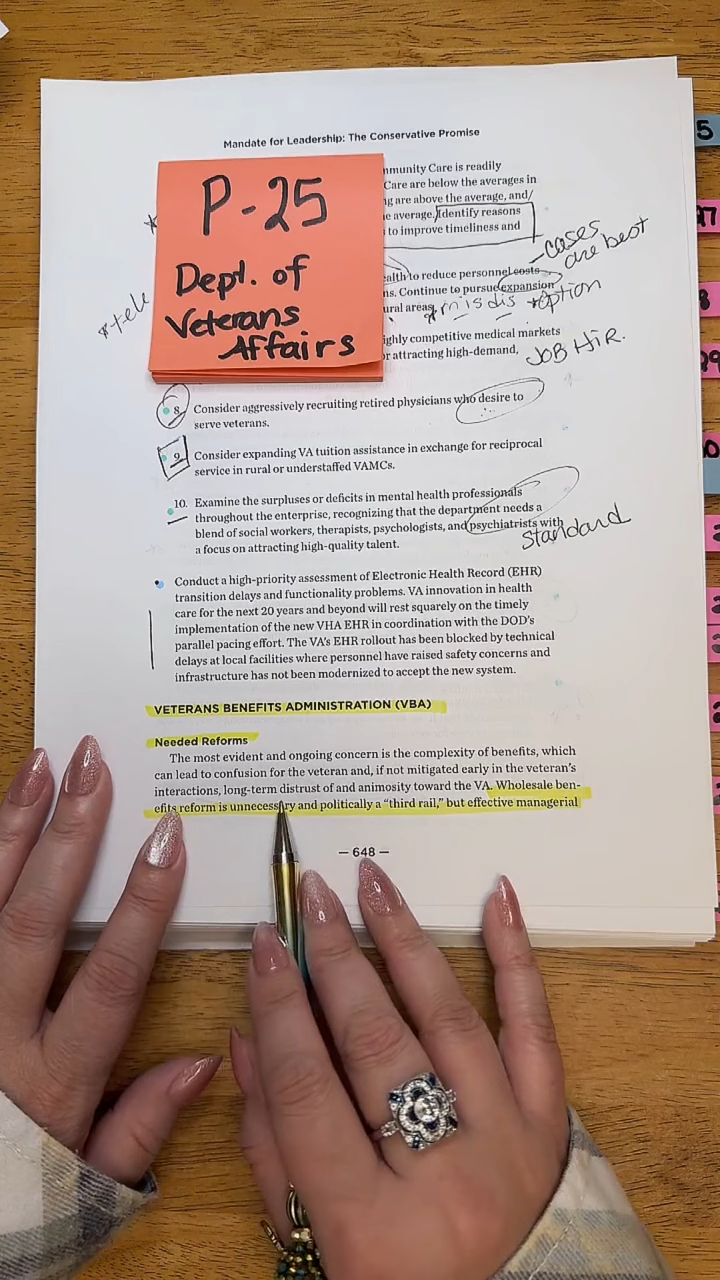 Mandate for Leadership: The Conservative Promise
P-25
Dept. of
Veterans
Affairs
Community Care is readily
Care are below the averages in
are above the average, and/
average. Identify reasons
to improve timeliness and
to reduce personnel costs
Continue to pursue expansion
areas
- cases
are best
*tele
*misdis *option
highly competitive medical markets
attracting high-demand,
JOB HIR.
8. Consider aggressively recruiting retired physicians who desire to
serve veterans.
9. Consider expanding VA tuition assistance in exchange for reciprocal
service in rural or understaffed VAMCs.
10. Examine the surpluses or deficits in mental health professionals
throughout the enterprise, recognizing that the department needs a
blend of social workers, therapists, psychologists, and psychiatrists with
a focus on attracting high-quality talent.
standard
• Conduct a high-priority assessment of Electronic Health Record (EHR)
transition delays and functionality problems. VA innovation in health
care for the next 20 years and beyond will rest squarely on the timely
implementation of the new VHA EHR in coordination with the DOD's
parallel pacing effort. The VA's EHR rollout has been blocked by technical
delays at local facilities where personnel have raised safety concerns and
infrastructure has not been modernized to accept the new system.
VETERANS BENEFITS ADMINISTRATION (VBA)
Needed Reforms
The most evident and ongoing concern is the complexity of benefits, which
can lead to confusion for the veteran and, if not mitigated early in the veteran's
interactions, long-term distrust of and animosity toward the VA. Wholesale ben-
efits reform is unnecessary and politically a "third rail," but effective managerial
— 648 —